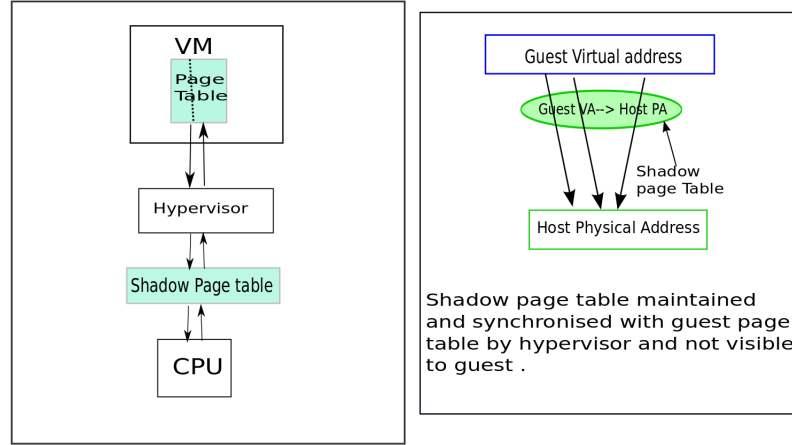 VM
Page
Table
Hypervisor
Shadow Page table
CPU
Guest Virtual address
Guest VA--> Host PA
Shadow
page Table
Host Physical Address
Shadow page table maintained
and synchronised with guest page
table by hypervisor and not visible
to guest .